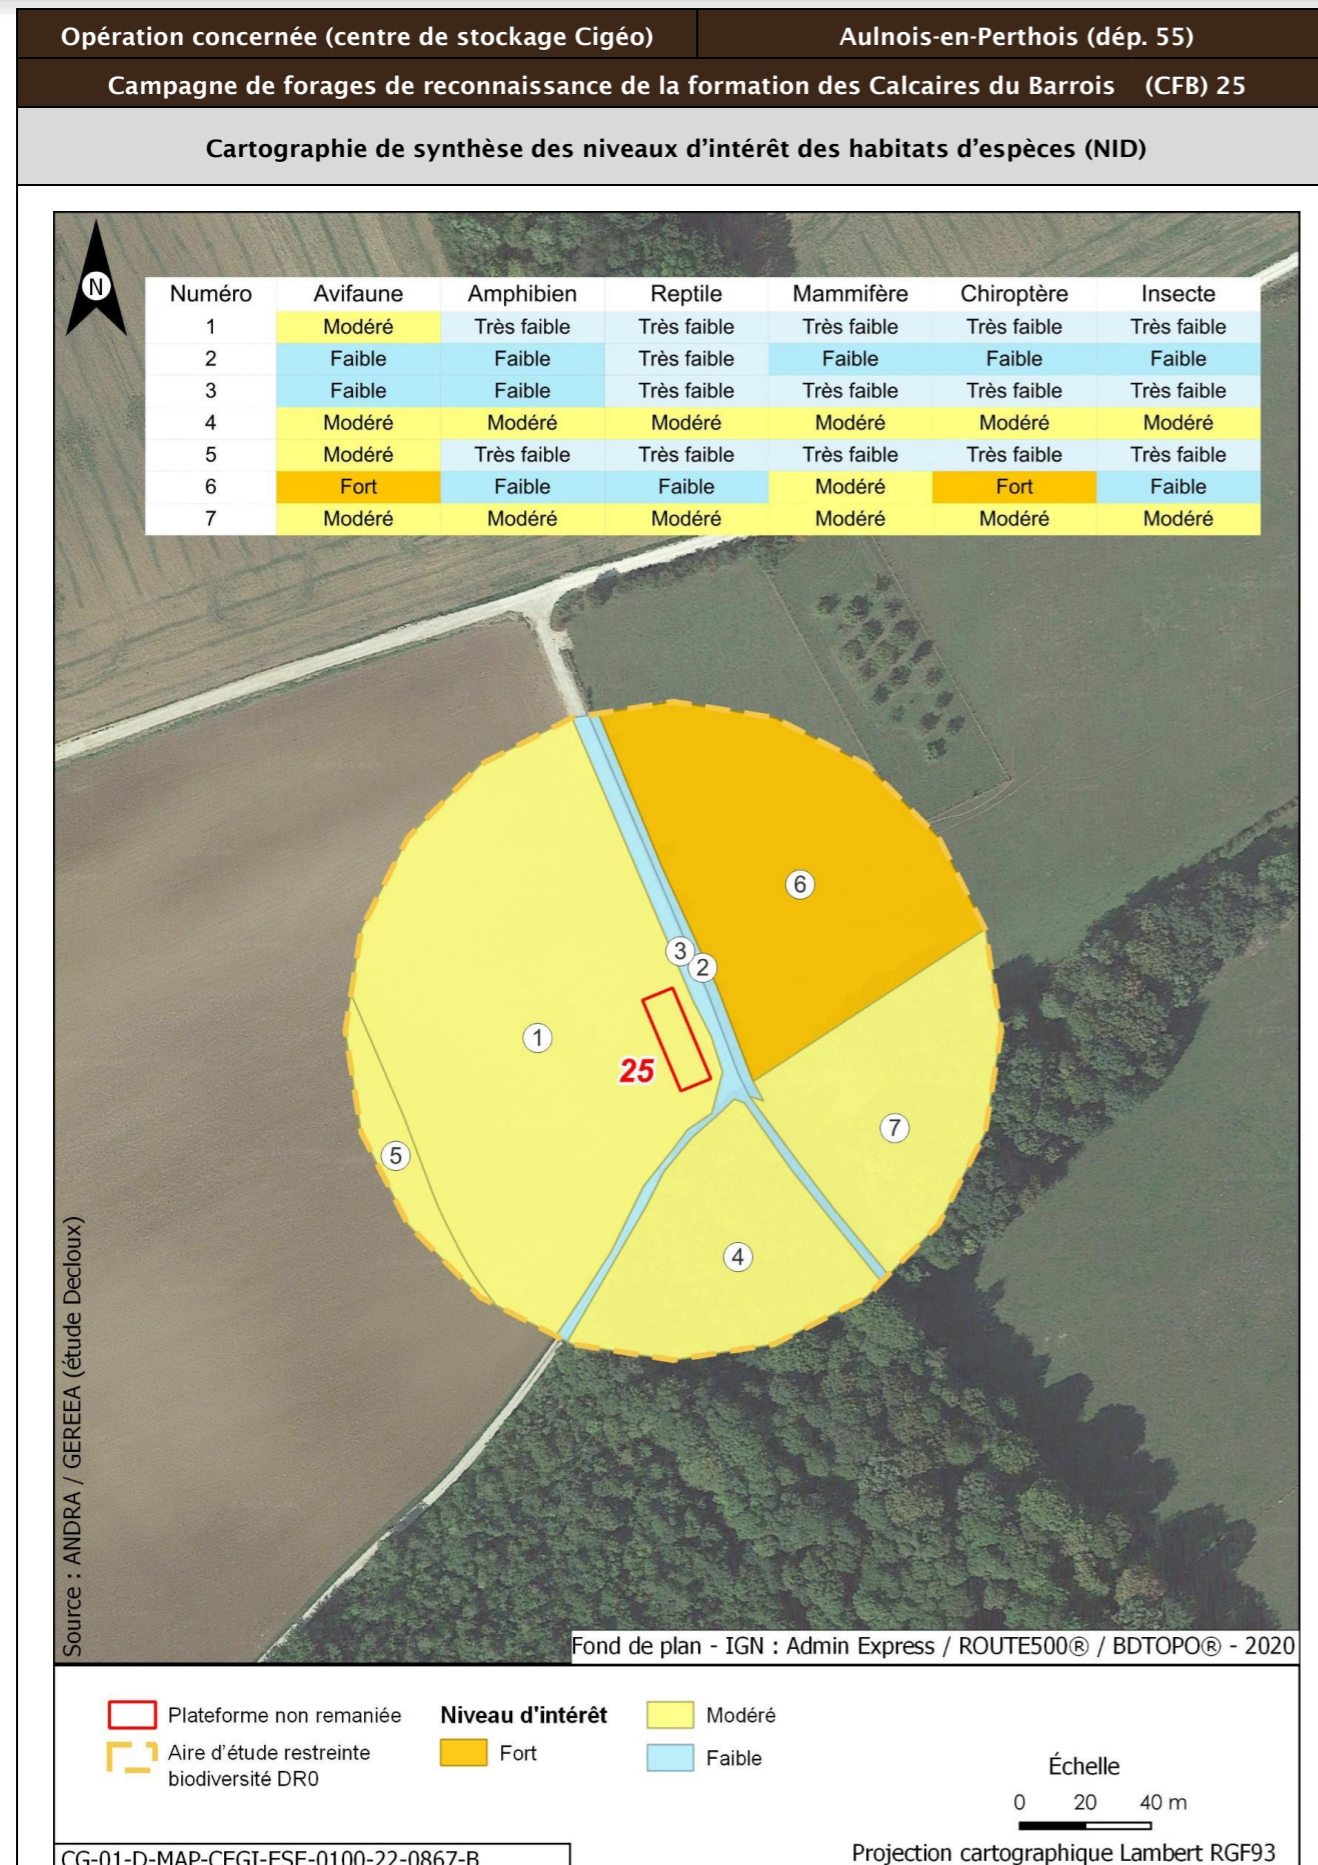 Opération concernée (centre de stockage Cigéo) Aulnois-en-Perthois (dép. 55)
Campagne de forages de reconnaissance de la formation des Calcaires du Barrois (CFB) 25
Cartographie de synthèse des niveaux d'intérêt des habitats d'espèces (NID)
N
Numéro Avifaune Amphibien Reptile Mammifère Chiroptère Insecte
1 Modéré Très faible Très faible Très faible Très faible Très faible
2 Faible Faible Très faible Faible Faible Faible
3 Faible Faible Très faible Très faible Très faible Très faible
4 Modéré Modéré Modéré Modéré Modéré Modéré
5 Modéré Très faible Très faible Très faible Très faible Très faible
6 Fort Faible Faible Modéré Fort Faible
7 Modéré Modéré Modéré Modéré Modéré Modéré
6
3
2
1
25
7
5
4
Source : ANDRA / GEREEA (étude Decloux)
Fond de plan - IGN : Admin Express / ROUTE500® / BDTOPO® - 2020
Plateforme non remaniée
Aire d'étude restreinte
biodiversité DR0
Niveau d'intérêt
Fort
Modéré
Faible
Échelle
0 20 40 m
Projection cartographique Lambert RGF93
CG-01-D-MAP-CEGI-ESE-0100-22-0867-B